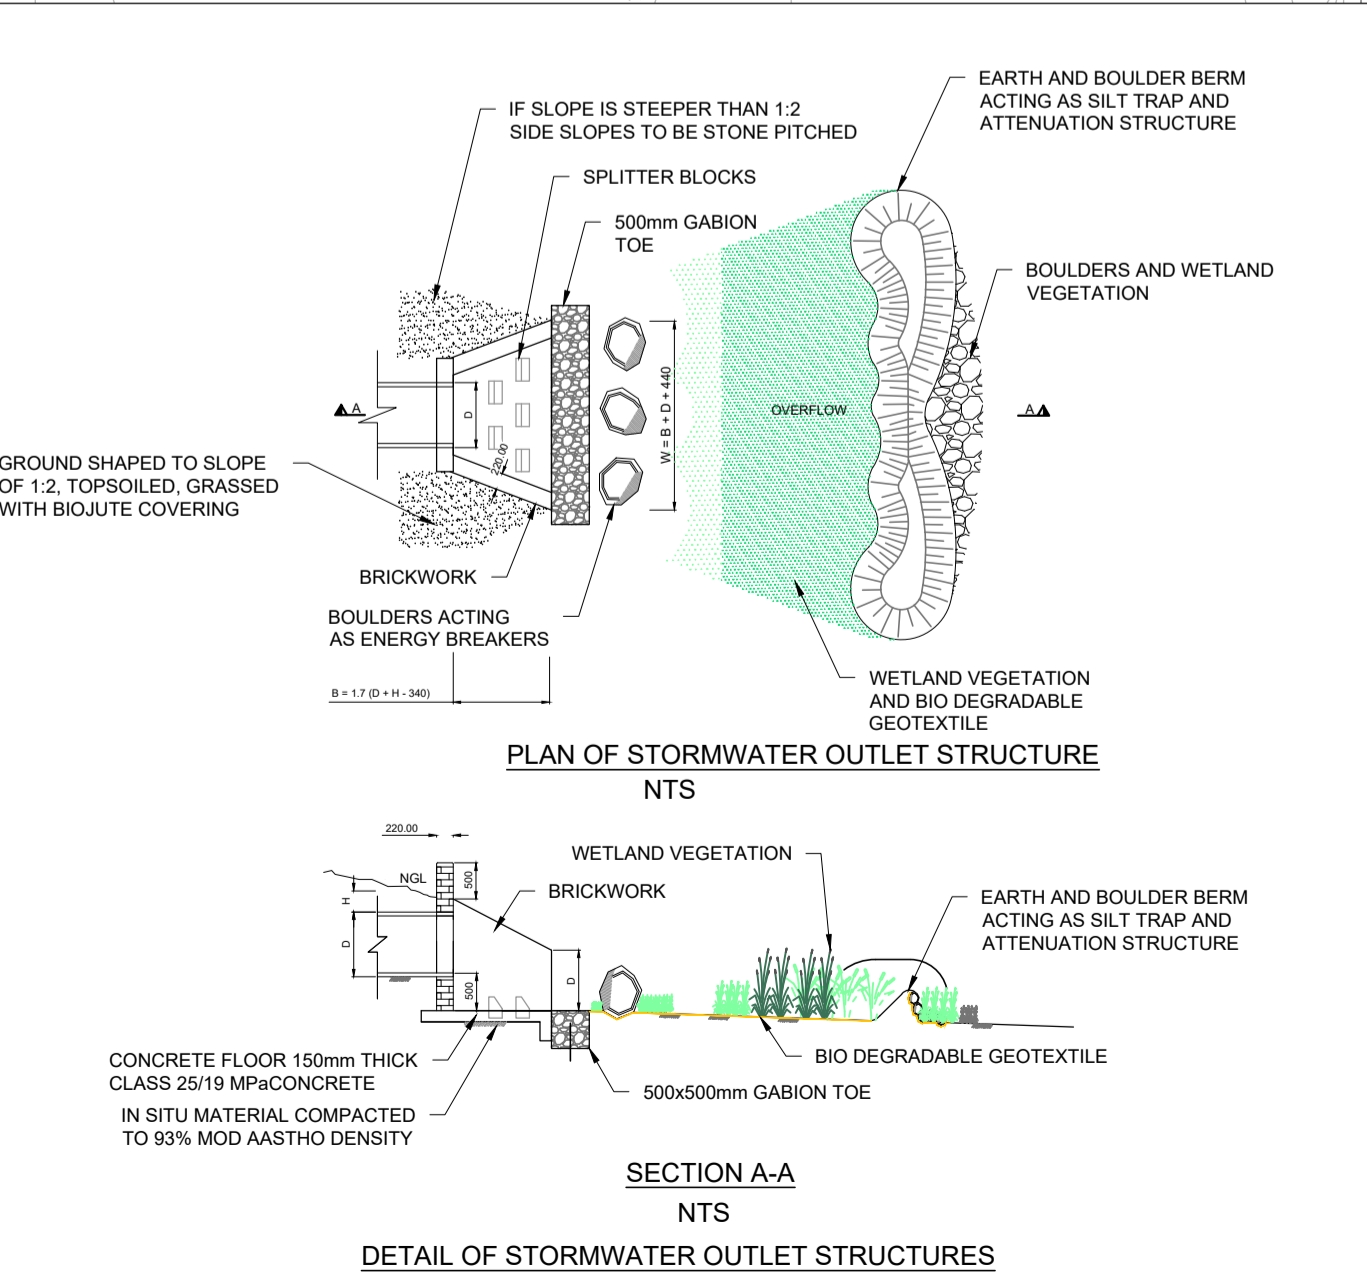 EARTH AND BOULDER BERM
ACTING AS SILT TRAP AND
ATTENUATION STRUCTURE
IF SLOPE IS STEEPER THAN 1:2
SIDE SLOPES TO BE STONE PITCHED
SPLITTER BLOCKS
500mm GABION
TOE
BOULDERS AND WETLAND
VEGETATION
A
D
220.00
W = B + D + 440
OVERFLOW
A
GROUND SHAPED TO SLOPE
OF 1:2, TOPSOILED, GRASSED
WITH BIOJUTE COVERING
BRICKWORK
BOULDERS ACTING
AS ENERGY BREAKERS
B = 1.7 (D + H - 340)
WETLAND VEGETATION
AND BIO DEGRADABLE
GEOTEXTILE
PLAN OF STORMWATER OUTLET STRUCTURE
NTS
220.00
WETLAND VEGETATION
NGL
500
BRICKWORK
H
D
500
D
EARTH AND BOULDER BERM
ACTING AS SILT TRAP AND
ATTENUATION STRUCTURE
BIO DEGRADABLE GEOTEXTILE
CONCRETE FLOOR 150mm THICK
CLASS 25/19 MPaCONCRETE
500x500mm GABION TOE
IN SITU MATERIAL COMPACTED
TO 93% MOD AASTHO DENSITY
SECTION A-A
NTS
DETAIL OF STORMWATER OUTLET STRUCTURES